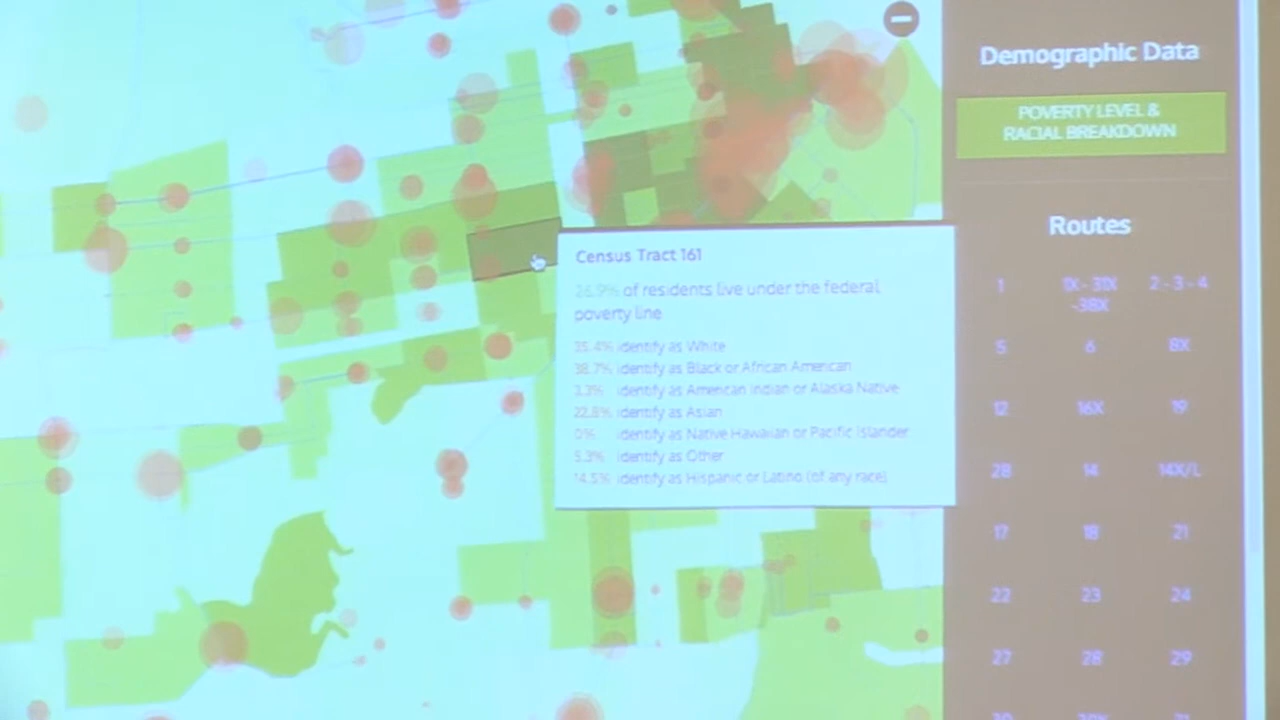 Demographic Data
POVERTY LEVEL &
RACIAL BREAKDOWN
Routes
1 1X - 31X 2 - 3 - 4
-38X
5 6 8X
12 16X 19
28 14 14X/L
17 18 21
22 23 24
27 28 29
Census Tract 161
26.9% of residents live under the federal
poverty line
35.4% identify as White
38.7% identify as Black or African American
3.3% identify as American Indian or Alaska Native
22.8% identify as Asian
0% identify as Native Hawaiian or Pacific Islander
5.3% identify as Other
14.5% identify as Hispanic or Latino (of any race)